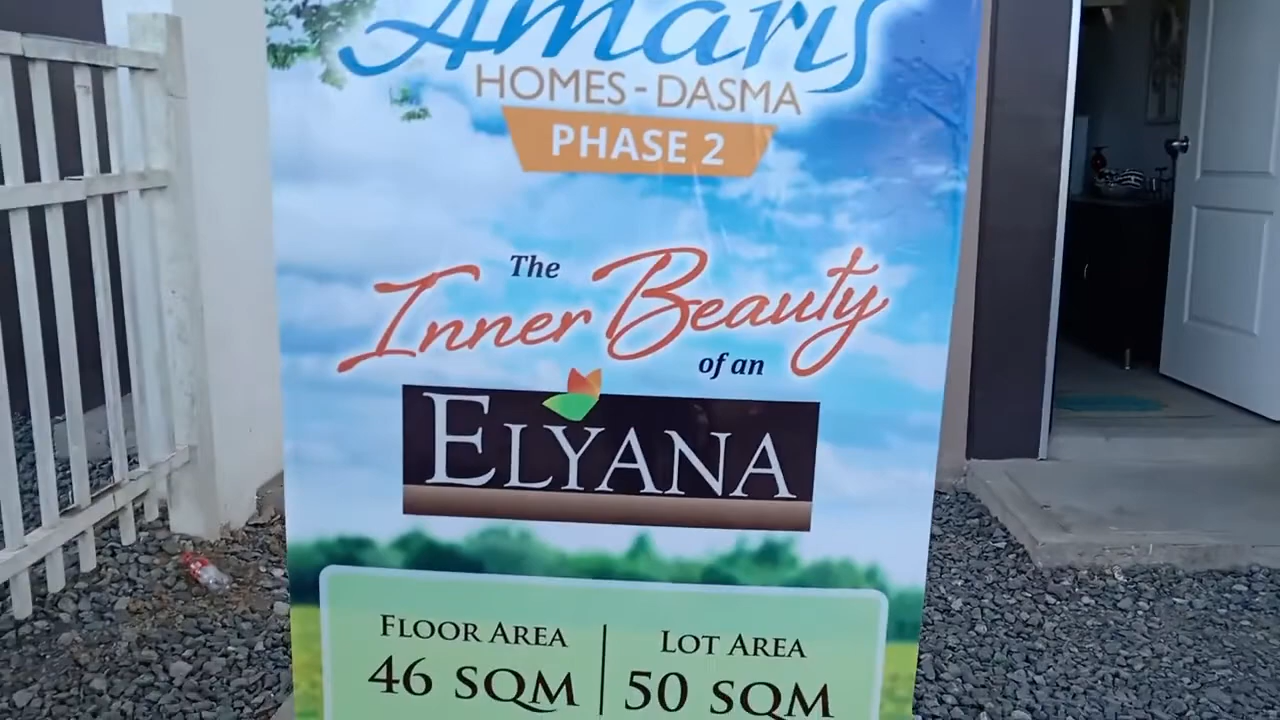 Amaris
HOMES - DASMA
PHASE 2
The
Inner Beauty
of an
ELYANA
FLOOR AREA
46 SQM
LOT AREA
50 SQM